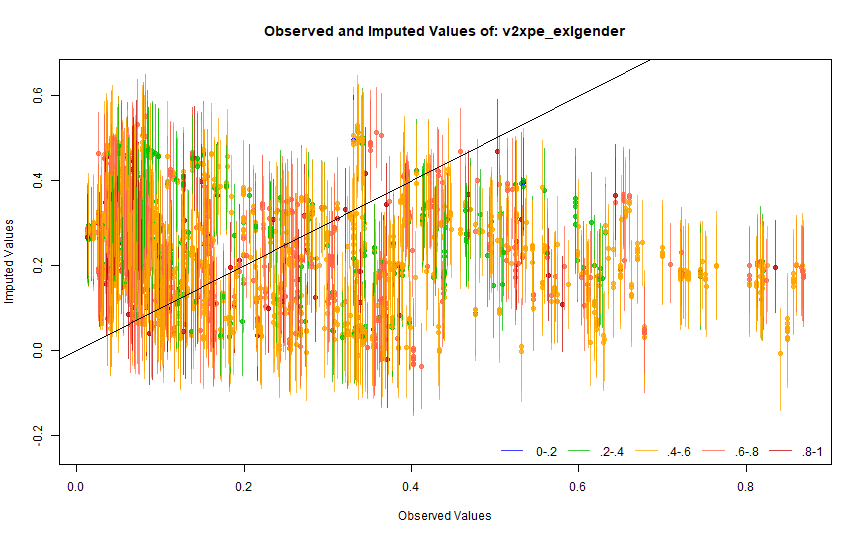 Observed and Imputed Values of: v2xpe_exlgender
Imputed Values
0.6
0.4
0.2
0.0
-0.2
0-.2 .2-.4 .4-.6 .6-.8 .8-1
0.0 0.2 0.4 0.6 0.8
Observed Values